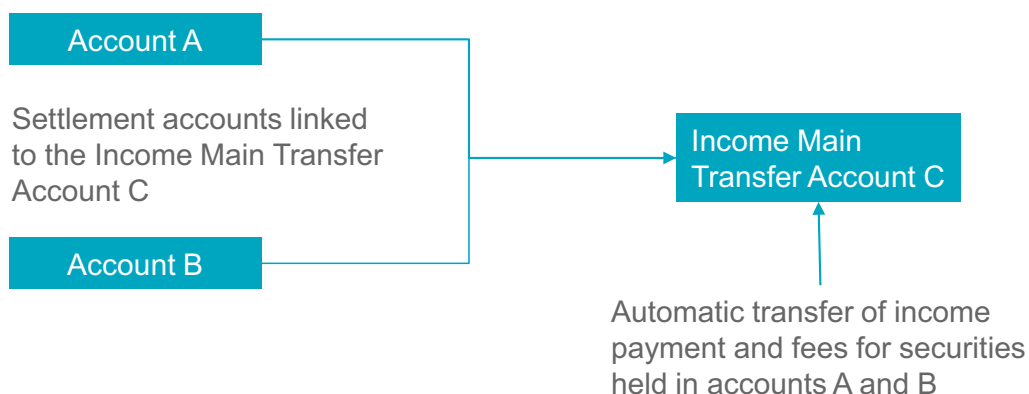 Account A
Settlement accounts linked
to the Income Main Transfer
Account C
Income Main
Transfer Account C
Account B
Automatic transfer of income
payment and fees for securities
held in accounts A and B